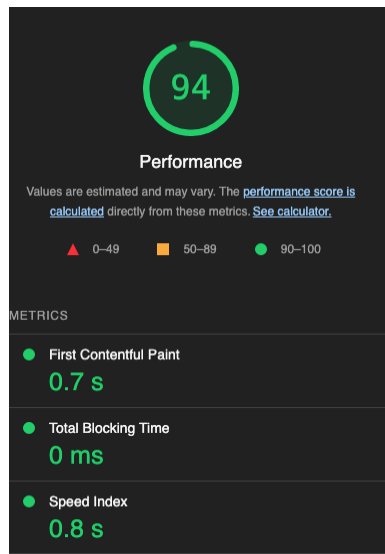 94
Performance
Values are estimated and may vary. The performance score is
calculated directly from these metrics. See calculator.
0–49 50–89 90–100
METRICS
First Contentful Paint
0.7 s
Total Blocking Time
0 ms
Speed Index
0.8 s